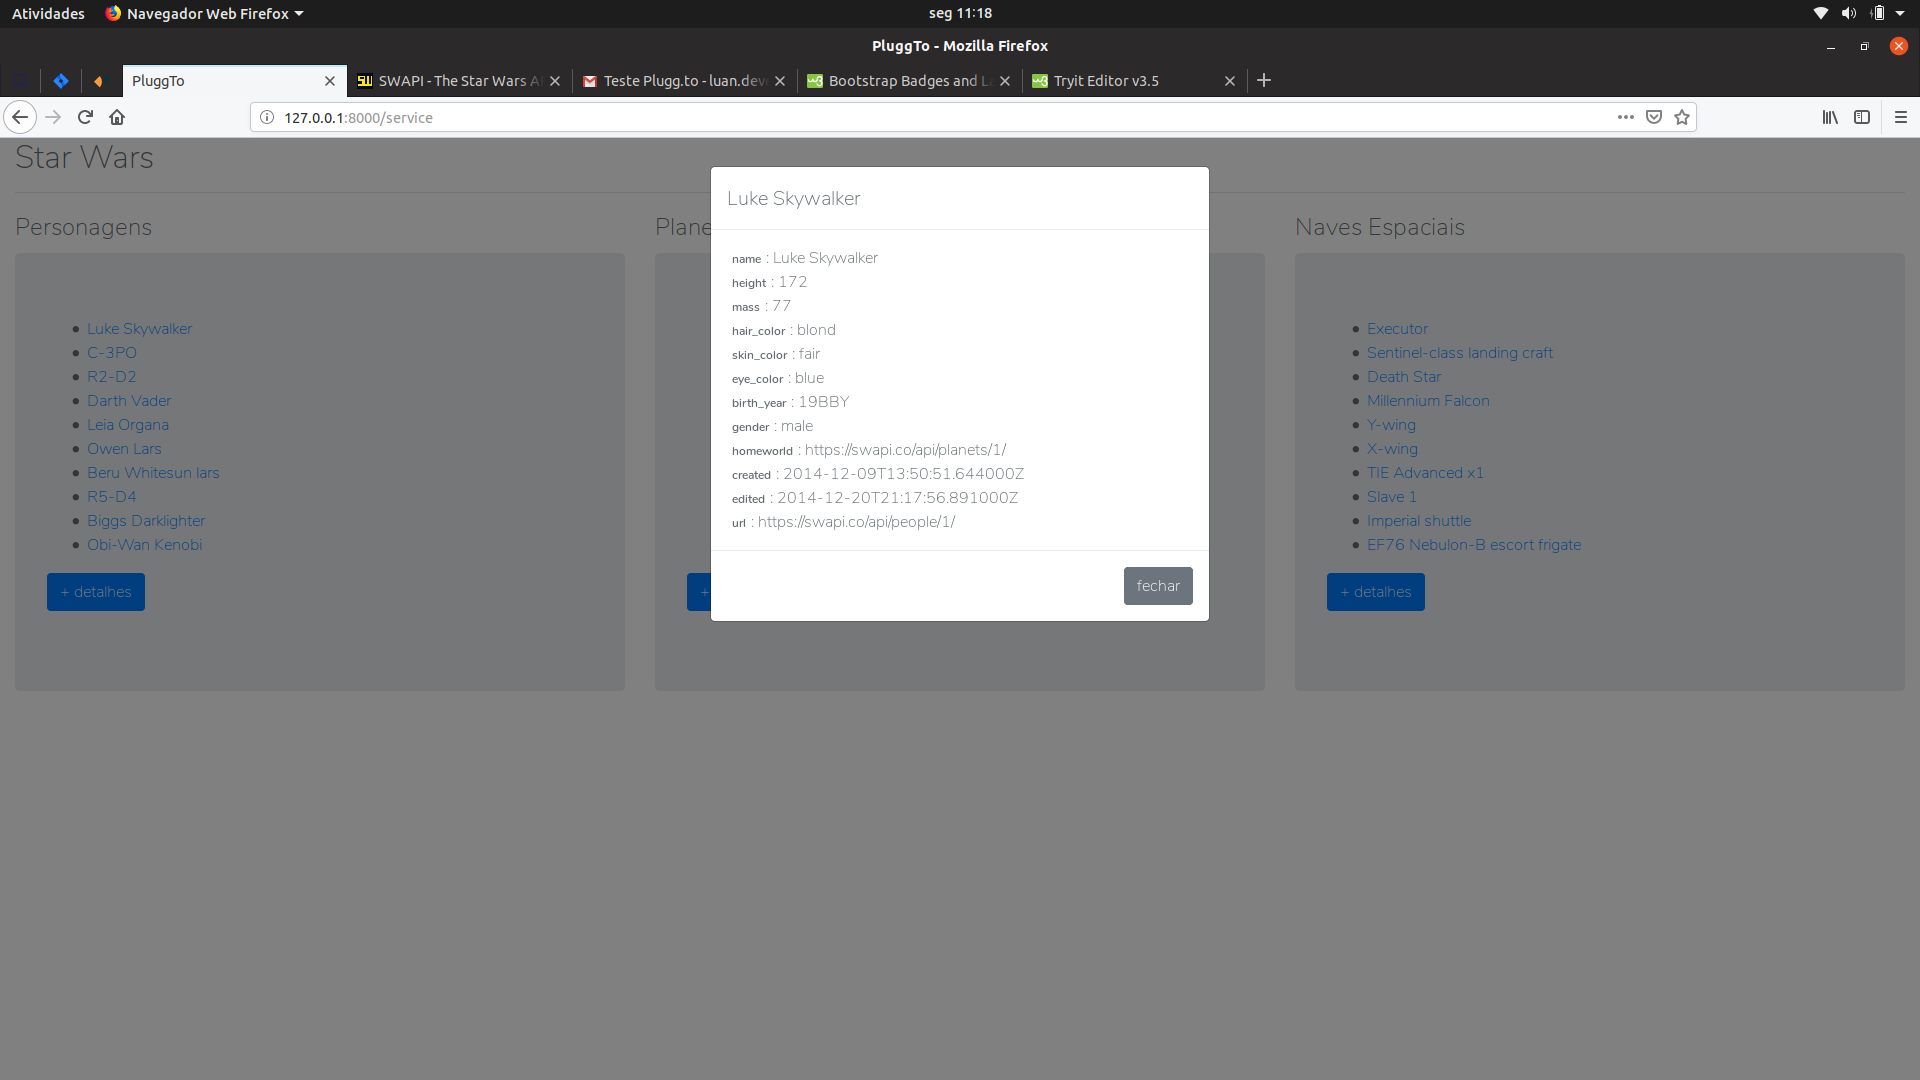 Atividades
Navegador Web Firefox
seg 11:18
PluggTo - Mozilla Firefox
PluggTo
SWAPI - The Star Wars A
Teste Plugg.to - luan.dev
Bootstrap Badges and L
Tryit Editor v3.5
127.0.0.1:8000/service
Star Wars
Personagens
Luke Skywalker
C-3PO
R2-D2
Darth Vader
Leia Organa
Owen Lars
Beru Whitesun lars
R5-D4
Biggs Darklighter
Obi-Wan Kenobi
+ detalhes
Plane
+
Luke Skywalker
name : Luke Skywalker
height : 172
mass : 77
hair_color : blond
skin_color : fair
eye_color : blue
birth_year : 19BBY
gender : male
homeworld : https://swapi.co/api/planets/1/
created : 2014-12-09T13:50:51.644000Z
edited : 2014-12-20T21:17:56.891000Z
url : https://swapi.co/api/people/1/
fechar
Naves Espaciais
Executor
Sentinel-class landing craft
Death Star
Millennium Falcon
Y-wing
X-wing
TIE Advanced x1
Slave 1
Imperial shuttle
EF76 Nebulon-B escort frigate
+ detalhes